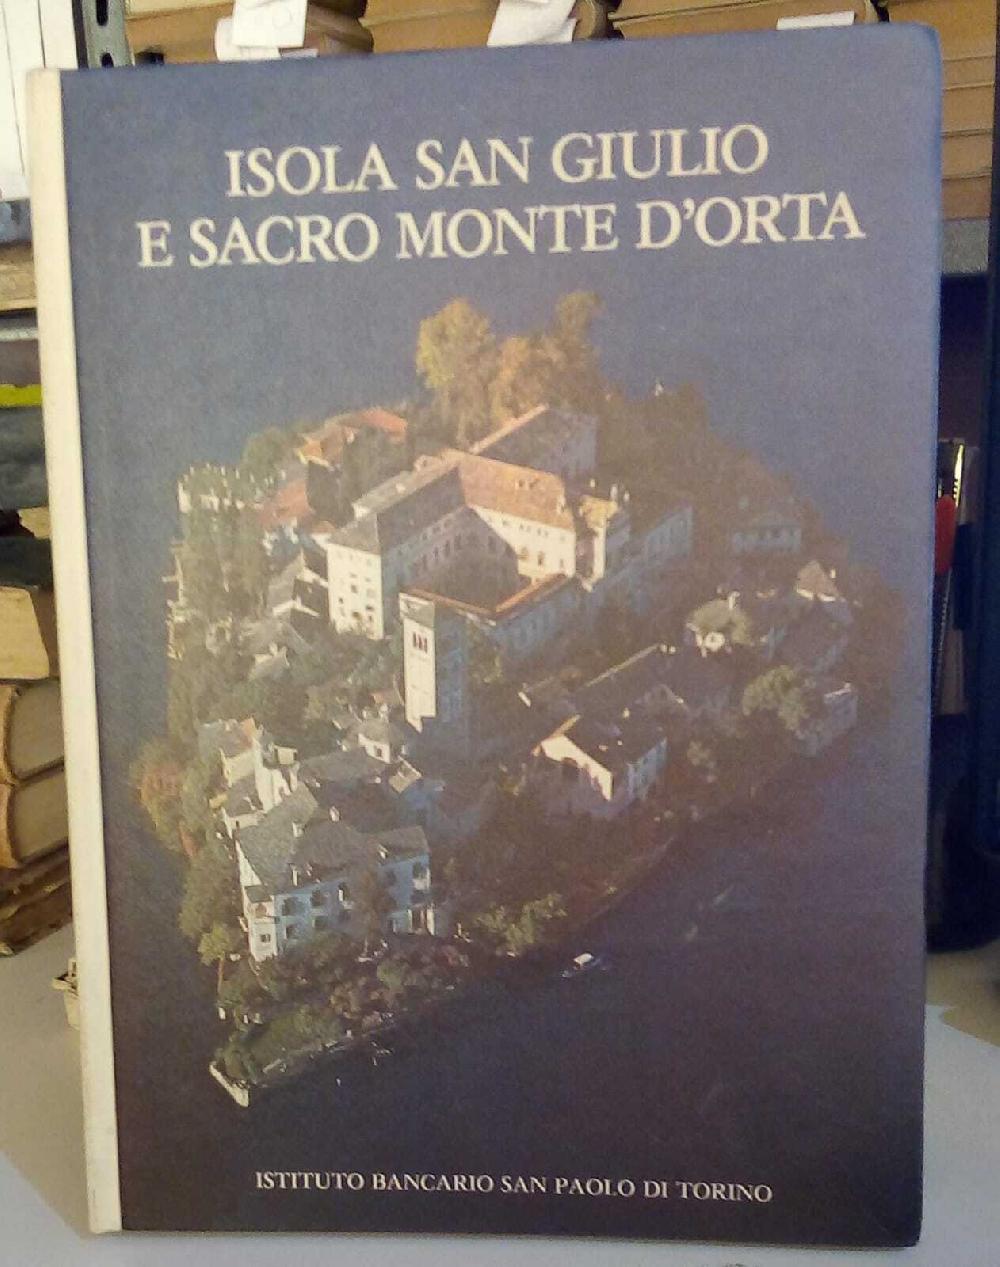 ISOLA SAN GIULIO
E SACRO MONTE D'ORTA
ISTITUTO BANCARIO SAN PAOLO DI TORINO